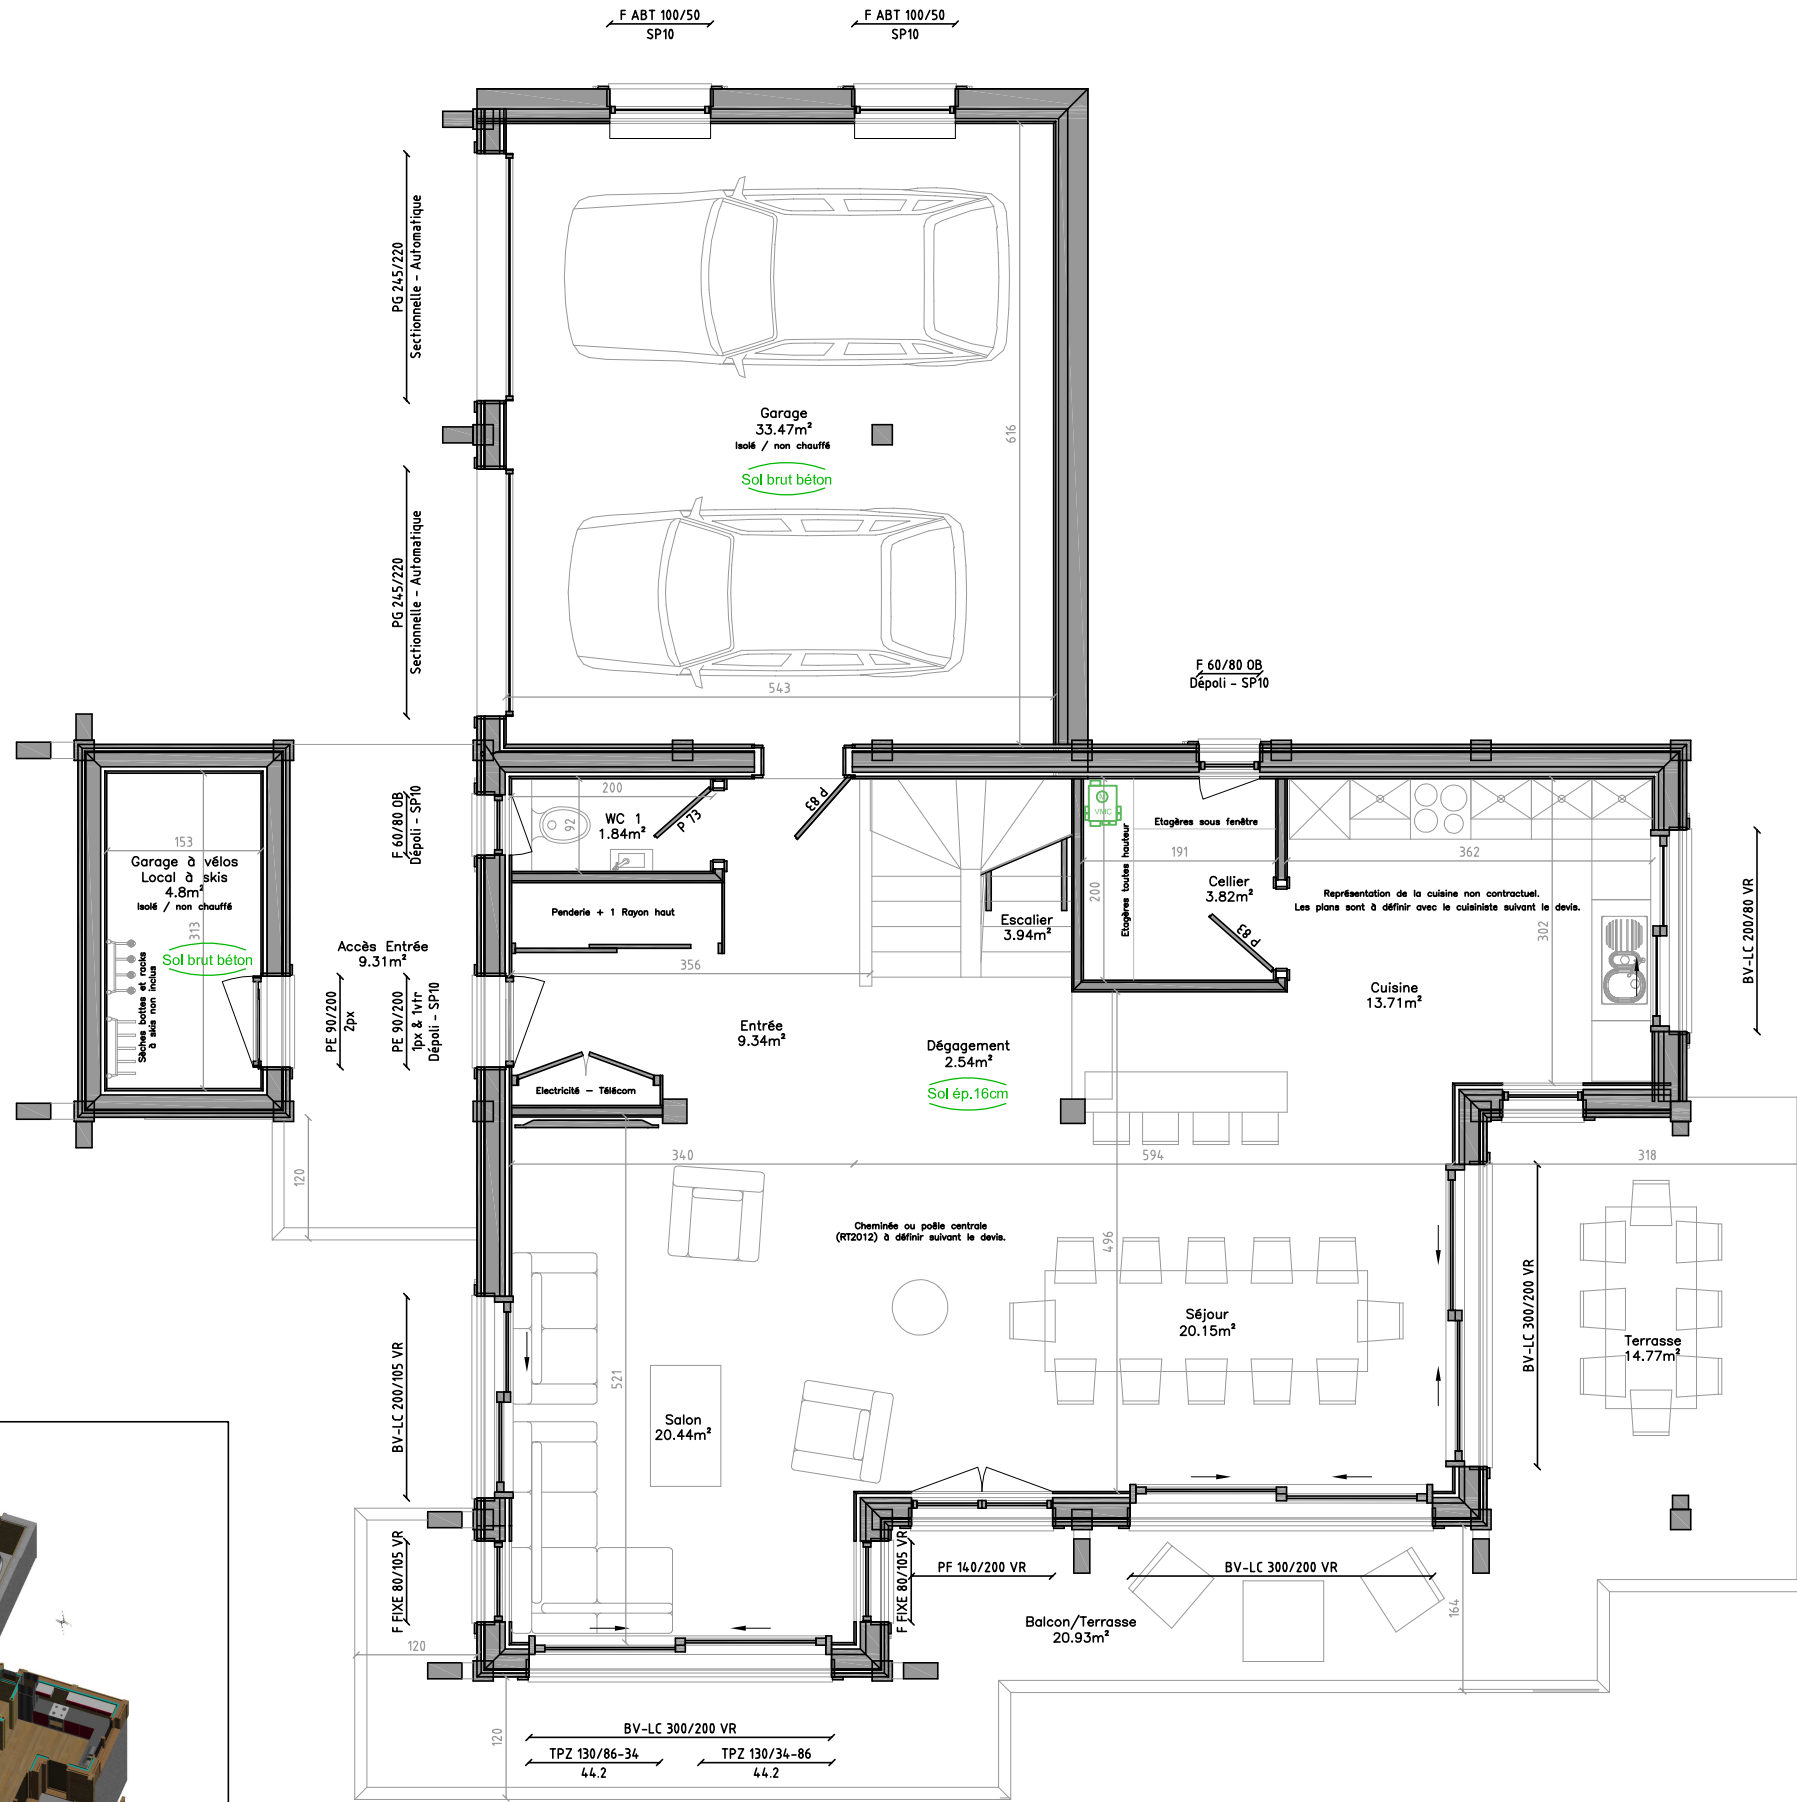 F ABT 100/50
SP10
F ABT 100/50
SP10
PG 245/220
Sectionnelle - Automatique
Garage
33.47m²
Isolé / non chauffé
Sol brut béton
616
PG 245/220
Sectionnelle - Automatique
543
F 60/80 OB
Dépoli - SP10
153
Garage à vélos
Local à skis
4.8m²
Isolé / non chauffé
313
Sol brut béton
Sèches bottes et racks
à skis non inclus
Accès Entrée
9.31m²
PE 90/200
2px
PE 90/200
1px & 1vtr
Dépoli - SP10
F 60/80 OB
Dépoli - SP10
200
92
WC 1
1.84m²
P 73
P 83
Penderie + 1 Rayon haut
356
Escalier
3.94m²
VMC
Etagères sous fenêtre
Etagères toutes hauteur
191
200
Cellier
3.82m²
P 83
362
Représentation de la cuisine non contractuel.
Les plans sont à définir avec le cuisiniste suivant le devis.
302
Cuisine
13.71m²
BV-LC 200/80 VR
Entrée
9.34m²
Dégagement
2.54m²
Sol ép.16cm
Electricité - Télécom
120
340
594
318
Cheminée ou poêle centrale
(RT2012) à définir suivant le devis.
496
521
Séjour
20.15m²
BV-LC 300/200 VR
Terrasse
14.77m²
BV-LC 200/105 VR
Salon
20.44m²
F FIXE 80/105 VR
F FIXE 80/105 VR
PF 140/200 VR
BV-LC 300/200 VR
Balcon/Terrasse
20.93m²
164
120
120
BV-LC 300/200 VR
TPZ 130/86-34
44.2
TPZ 130/34-86
44.2